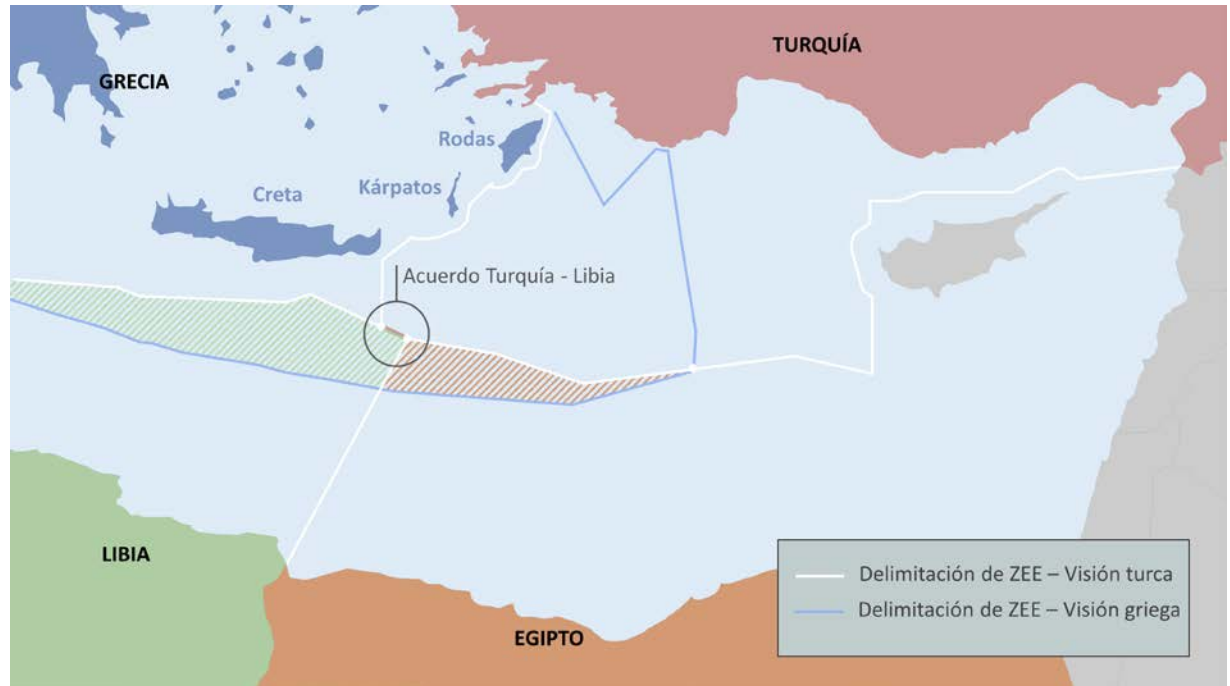 TURQUÍA
GRECIA
Rodas
Kárpatos
Creta
Acuerdo Turquía - Libia
LIBIA
EGIPTO
Delimitación de ZEE – Visión turca
Delimitación de ZEE – Visión griega